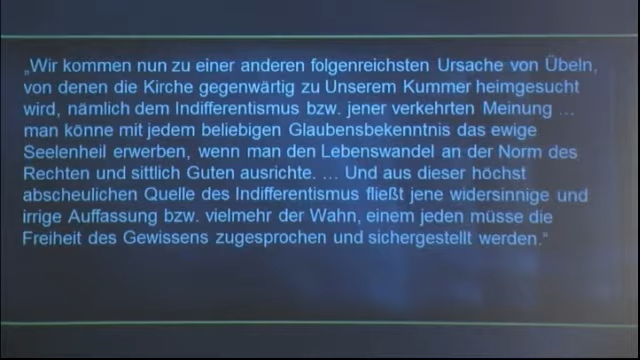 „Wir kommen nun zu einer anderen folgenreichsten Ursache von Übeln,
von denen die Kirche gegenwärtig zu Unserem Kummer heimgesucht
wird, nämlich dem Indifferentismus bzw. jener verkehrten Meinung ...
man könne mit jedem beliebigen Glaubensbekenntnis das ewige
Seelenheil erwerben, wenn man den Lebenswandel an der Norm des
Rechten und sittlich Guten ausrichte. ... Und aus dieser höchst
abscheulichen Quelle des Indifferentismus fließt jene widersinnige und
irrige Auffassung bzw. vielmehr der Wahn, einem jeden müsse die
Freiheit des Gewissens zugesprochen und sichergestellt werden.“